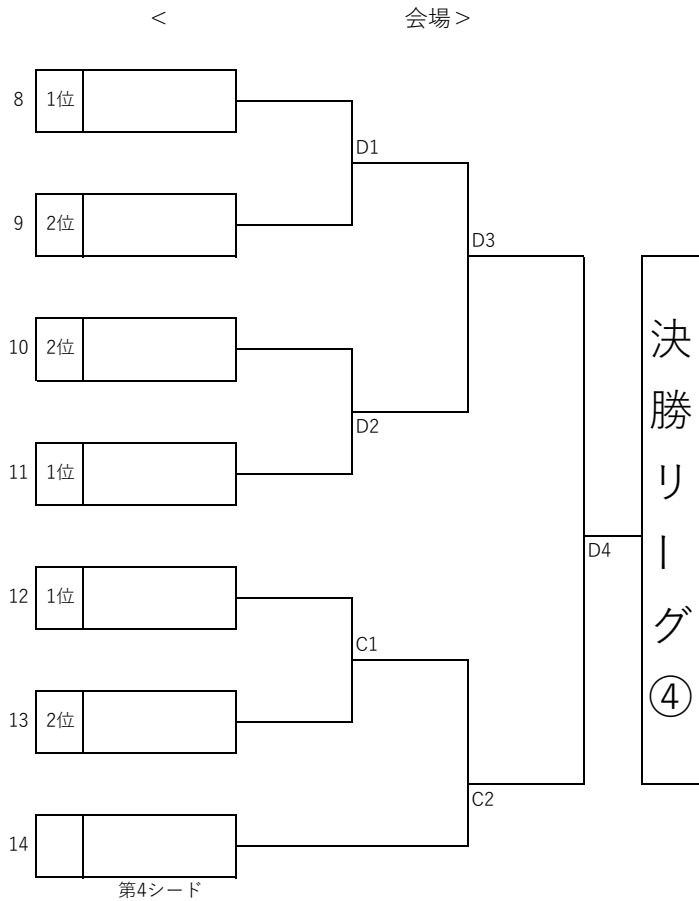 ＜　　　　　　　　　　会場＞
8 1位
D1
9 2位
D3
10 2位
D2
11 1位
決勝リーグ④
D4
12 1位
C1
13 2位
C2
14
第4シード